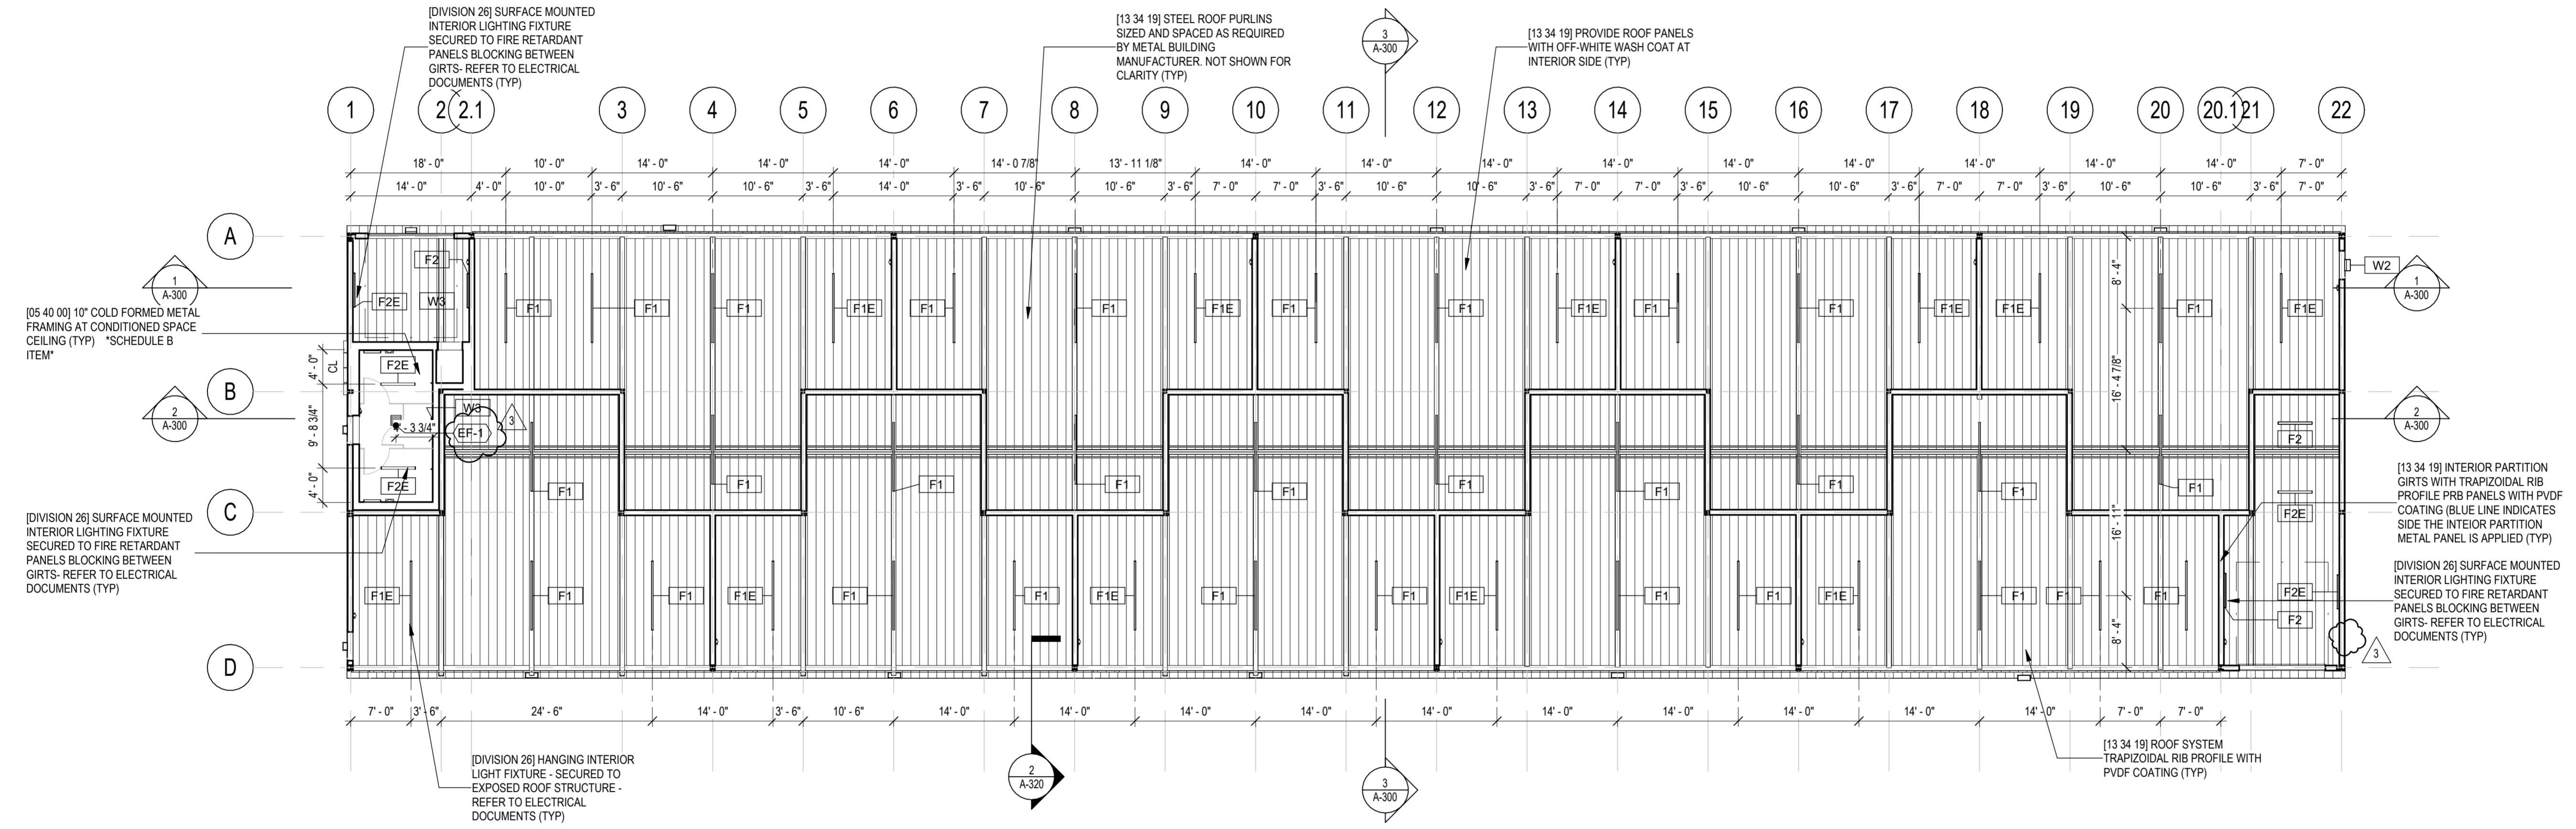 [DIVISION 26] SURFACE MOUNTED
INTERIOR LIGHTING FIXTURE
SECURED TO FIRE RETARDANT
PANELS BLOCKING BETWEEN
GIRTS- REFER TO ELECTRICAL
DOCUMENTS (TYP)
[13 34 19] STEEL ROOF PURLINS
SIZED AND SPACED AS REQUIRED
BY METAL BUILDING
MANUFACTURER. NOT SHOWN FOR
CLARITY (TYP)
3
A-300
[13 34 19] PROVIDE ROOF PANELS
WITH OFF-WHITE WASH COAT AT
INTERIOR SIDE (TYP)
1 2 2.1 3 4 5 6 7 8 9 10 11 12 13 14 15 16 17 18 19 20 20.1 21 22
18' - 0" 10' - 0" 14' - 0" 14' - 0" 14' - 0" 14' - 0 7/8" 13' - 11 1/8" 14' - 0" 14' - 0" 14' - 0" 14' - 0" 14' - 0" 14' - 0" 14' - 0" 14' - 0" 14' - 0" 7' - 0"
14' - 0" 4' - 0" 10' - 0" 3' - 6" 10' - 6" 10' - 6" 3' - 6" 14' - 0" 3' - 6" 10' - 6" 10' - 6" 3' - 6" 7' - 0" 7' - 0" 3' - 6" 10' - 6" 10' - 6" 3' - 6" 7' - 0" 7' - 0" 3' - 6" 10' - 6" 10' - 6" 3' - 6" 7' - 0" 7' - 0" 3' - 6" 10' - 6" 10' - 6" 3' - 6" 7' - 0"
A
F2
W2
8' - 4"
1
A-300
1
A-300
F2E W3 F1 F1 F1 F1E F1 F1 F1E F1 F1 F1E F1 F1 F1E F1E F1 F1E
[05 40 00] 10" COLD FORMED METAL
FRAMING AT CONDITIONED SPACE
CEILING (TYP) *SCHEDULE B
ITEM*
4' - 0"
CL
F2E
16' - 4 7/8"
B
2
A-300
2
A-300
W3
3
9' - 8 3/4"
- 3 3/4"
EF-1
F2
F2E
4' - 0"
F1 F1 F1 F1 F1 F1 F1 F1 F1 F1
F2E
C
16' - 11"
[13 34 19] INTERIOR PARTITION
GIRTS WITH TRAPIZOIDAL RIB
PROFILE PRB PANELS WITH PVDF
COATING (BLUE LINE INDICATES
SIDE THE INTEIOR PARTITION
METAL PANEL IS APPLIED (TYP)
[DIVISION 26] SURFACE MOUNTED
INTERIOR LIGHTING FIXTURE
SECURED TO FIRE RETARDANT
PANELS BLOCKING BETWEEN
GIRTS- REFER TO ELECTRICAL
DOCUMENTS (TYP)
[DIVISION 26] SURFACE MOUNTED
INTERIOR LIGHTING FIXTURE
SECURED TO FIRE RETARDANT
PANELS BLOCKING BETWEEN
GIRTS- REFER TO ELECTRICAL
DOCUMENTS (TYP)
F1E F1 F1 F1E F1 F1 F1E F1 F1 F1E F1 F1 F1E F1 F1 F1 F2E
F2
8' - 4"
3
D
7' - 0" 3' - 6" 24' - 6" 14' - 0" 3' - 6" 10' - 6" 14' - 0" 14' - 0" 14' - 0" 14' - 0" 14' - 0" 14' - 0" 14' - 0" 14' - 0" 14' - 0" 14' - 0" 7' - 0" 7' - 0"
[DIVISION 26] HANGING INTERIOR
LIGHT FIXTURE - SECURED TO
EXPOSED ROOF STRUCTURE -
REFER TO ELECTRICAL
DOCUMENTS (TYP)
2
A-320
3
A-300
[13 34 19] ROOF SYSTEM
TRAPIZOIDAL RIB PROFILE WITH
PVDF COATING (TYP)